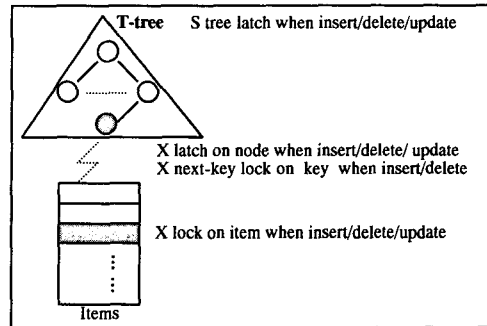 T-tree S tree latch when insert/delete/update
X latch on node when insert/delete/ update
X next-key lock on key when insert/delete
X lock on item when insert/delete/update
Items